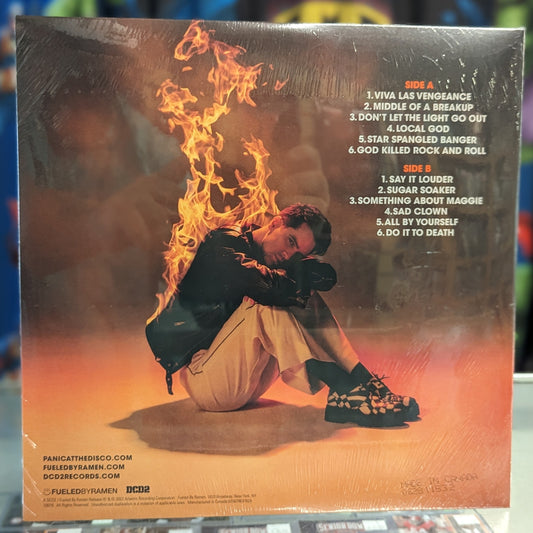 SIDE A
1. VIVA LAS VENGEANCE
2. MIDDLE OF A BREAKUP
3. DON'T LET THE LIGHT GO OUT
4. LOCAL GOD
5. STAR SPANGLED BANGER
6. GOD KILLED ROCK AND ROLL
SIDE B
1. SAY IT LOUDER
2. SUGAR SOAKER
3. SOMETHING ABOUT MAGGIE
4. SAD CLOWN
5. ALL BY YOURSELF
6. DO IT TO DEATH
PANICATTHEDISCO.COM
FUELEDBYRAMEN.COM
DCD2RECORDS.COM
FUELEDBYRAMEN DCD2
MADE IN CANADA